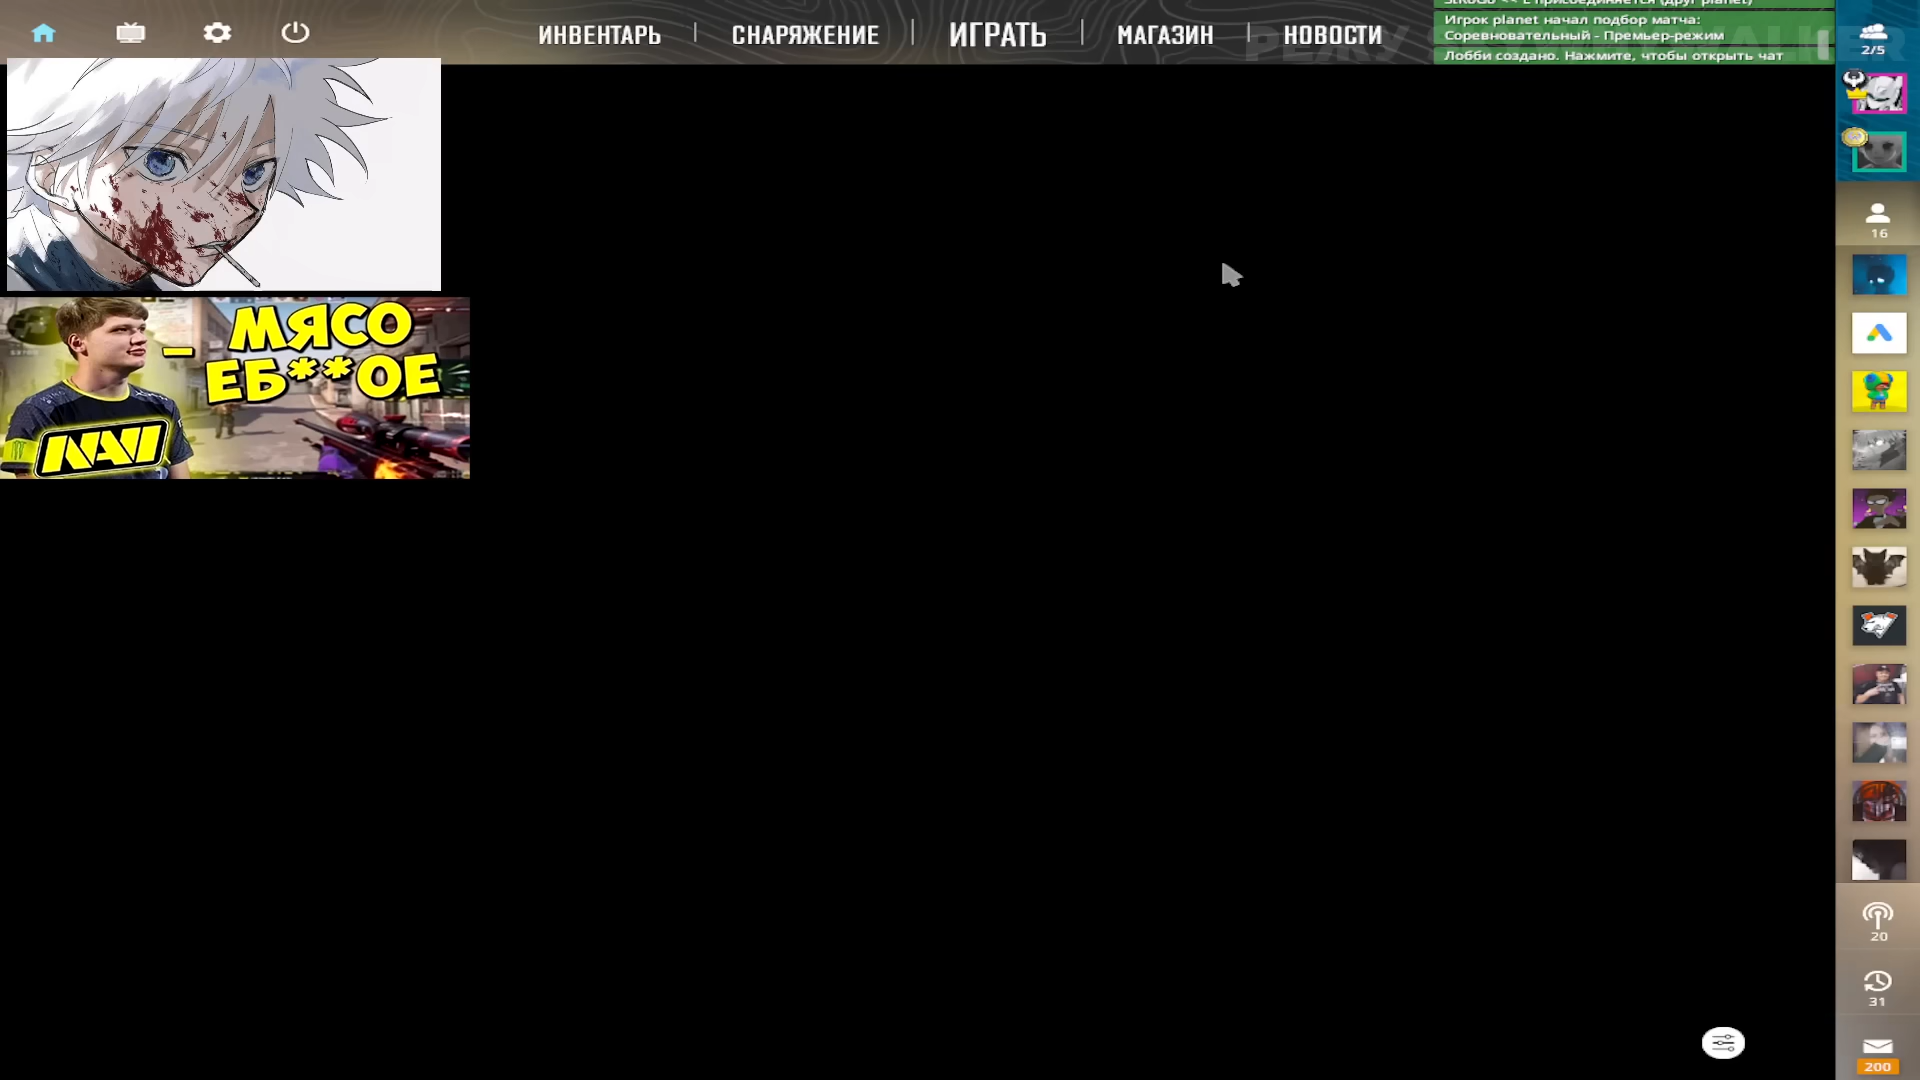 ИНВЕНТАРЬ
СНАРЯЖЕНИЕ
ИГРАТЬ
МАГАЗИН
НОВОСТИ
Игрок planet начал подбор матча:
Соревновательный - Премьер-режим
Лобби создано. Нажмите, чтобы открыть чат
2/5
16
МЯСО
ЕБ**ОЕ
NAVI
20
31
200